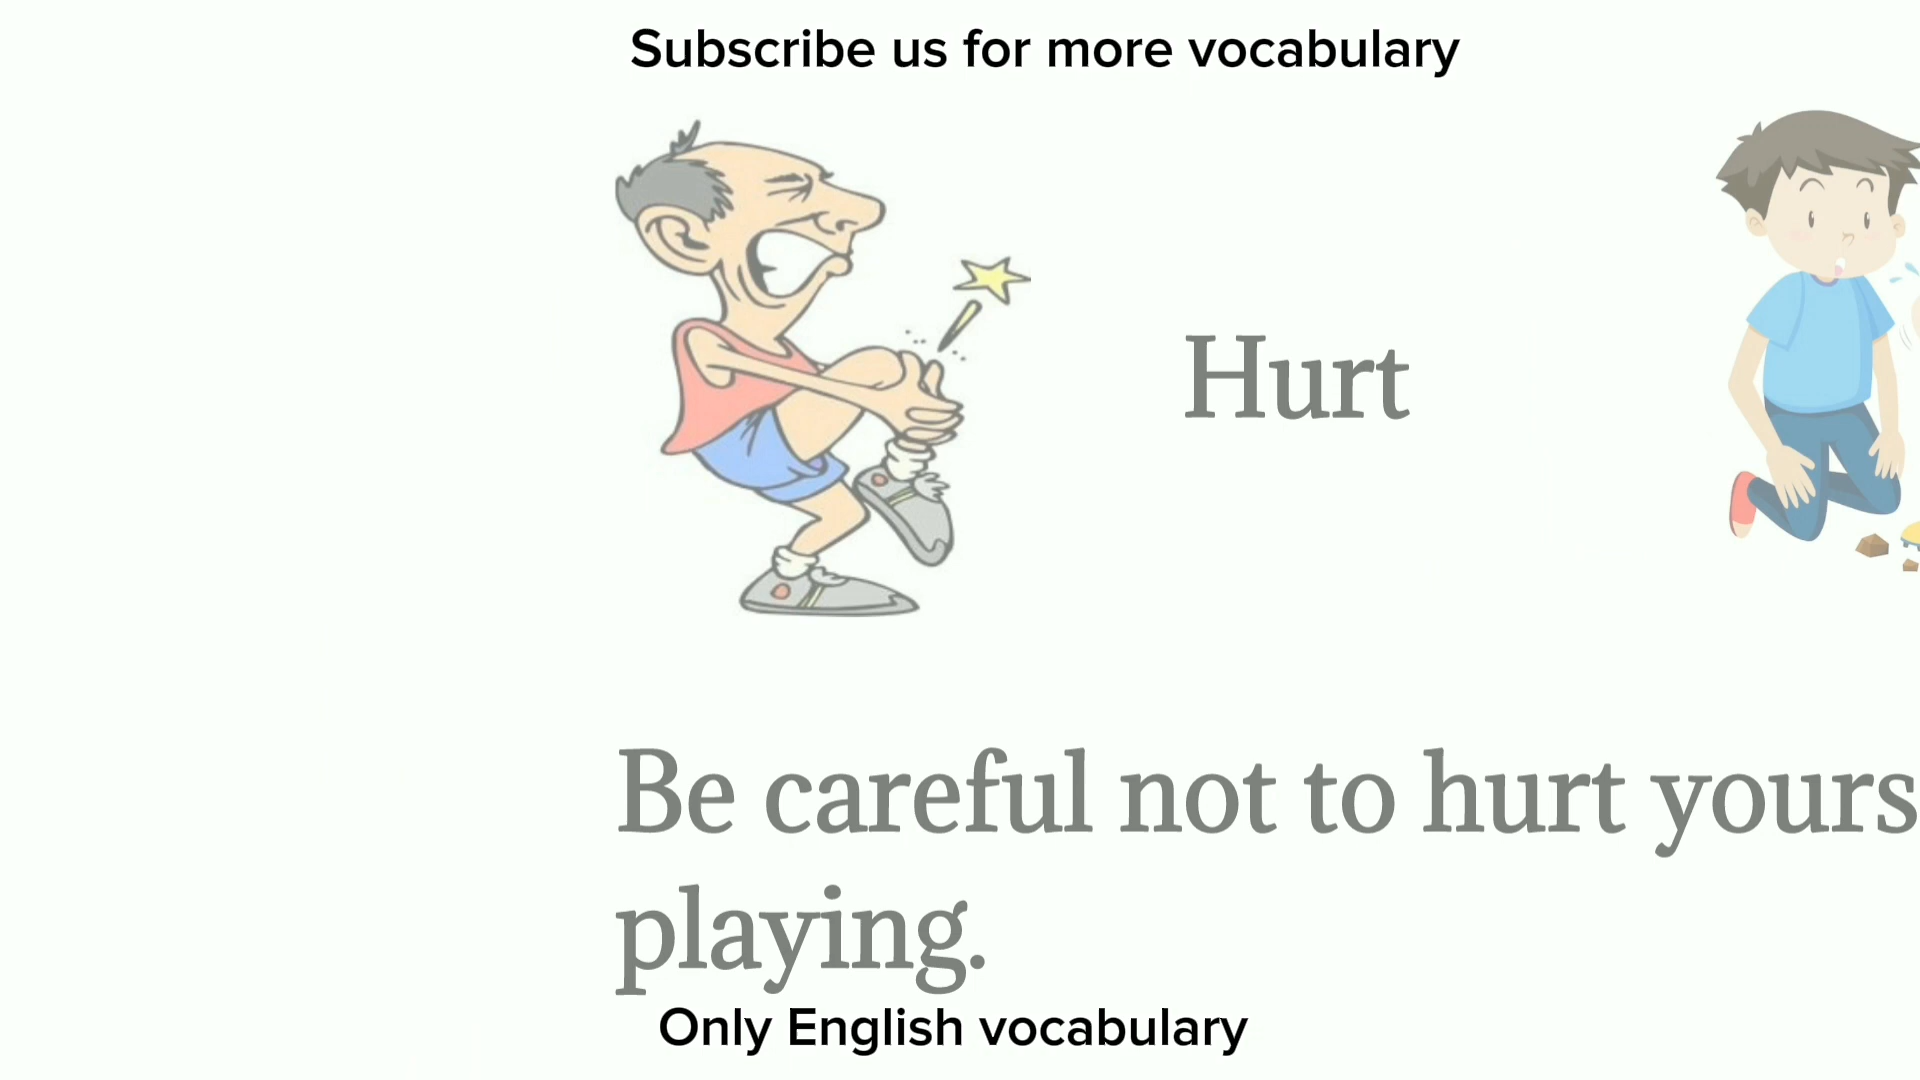 Subscribe us for more vocabulary
Hurt
Be careful not to hurt yours
playing.
Only English vocabulary